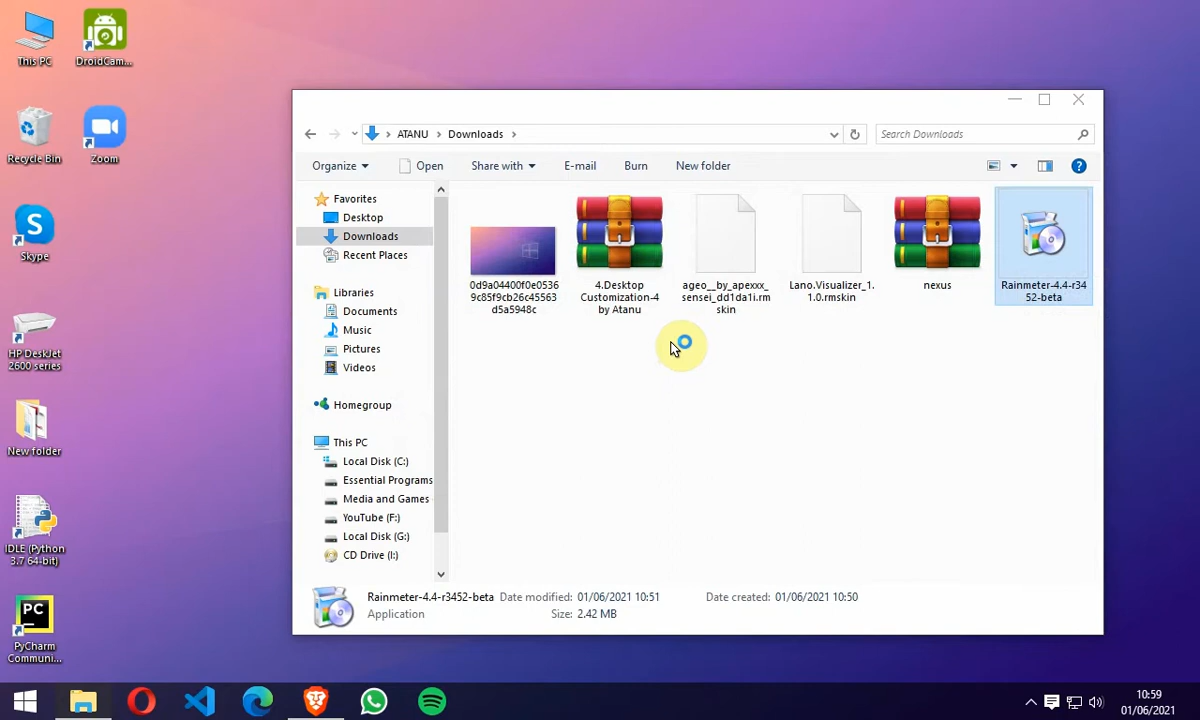 This PC
DroidCam...
Recycle Bin
Zoom
S
Skype
HP DeskJet
2600 series
New folder
IDLE (Python
3.7 64-bit)
PC
PyCharm
Communi...
ATANU
Downloads
Search Downloads
Organize
Open
Share with
E-mail
Burn
New folder
?
Favorites
Desktop
Downloads
Recent Places
Libraries
Documents
Music
Pictures
Videos
Homegroup
This PC
Local Disk (C:)
Essential Programs
Media and Games
YouTube (F:)
Local Disk (G:)
CD Drive (I:)
0d9a04400f0e0536
9c85f9cb26c45563
d5a5948c
4.Desktop
Customization-4
by Atanu
ageo__by_apexxx_
sensei_dd1da1i.rm
skin
Lano.Visualizer_1.
1.0.rmskin
nexus
Rainmeter-4.4-r34
52-beta
Rainmeter-4.4-r3452-beta
Date modified: 01/06/2021 10:51
Date created: 01/06/2021 10:50
Application
Size: 2.42 MB
10:59
01/06/2021